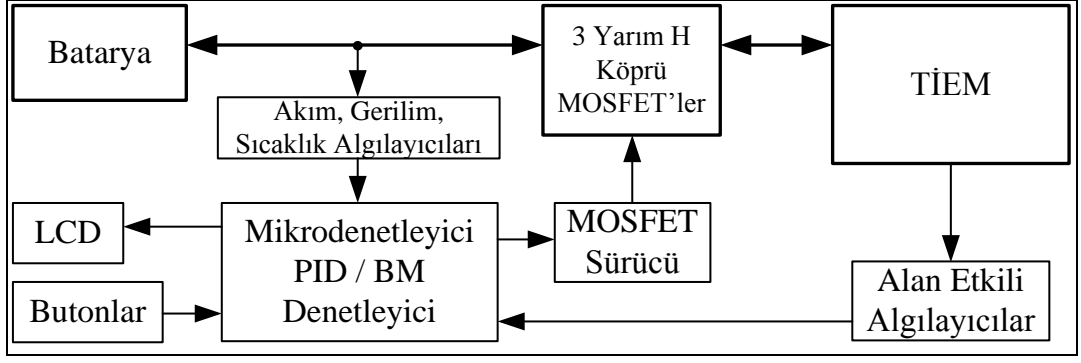 Batarya
3 Yarım H
Köprü
MOSFET’ler
TİEM
Akım, Gerilim,
Sıcaklık Algılayıcıları
LCD
Mikrodenetleyici
PID / BM
Denetleyici
MOSFET
Sürücü
Butonlar
Alan Etkili
Algılayıcılar